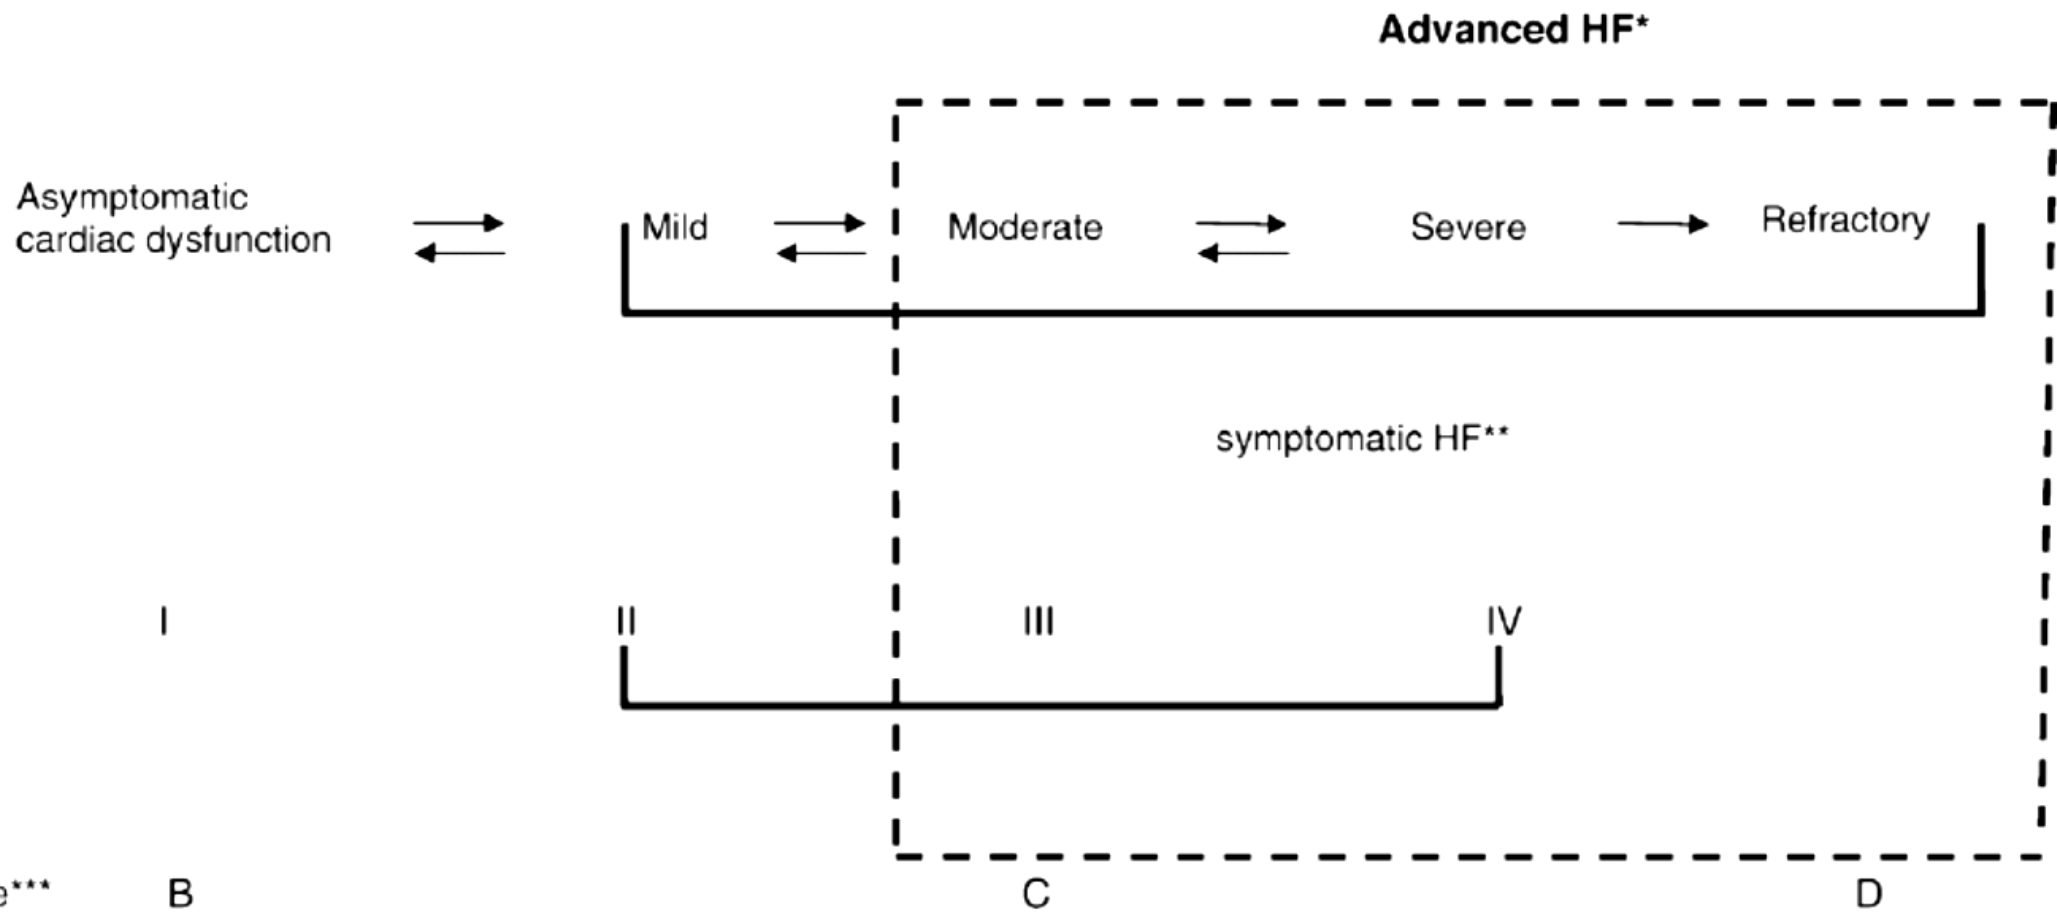 Advanced HF*
Asymptomatic
cardiac dysfunction
Mild
Moderate
Severe
Refractory
symptomatic HF**
I
II
III
IV
e***
B
C
D